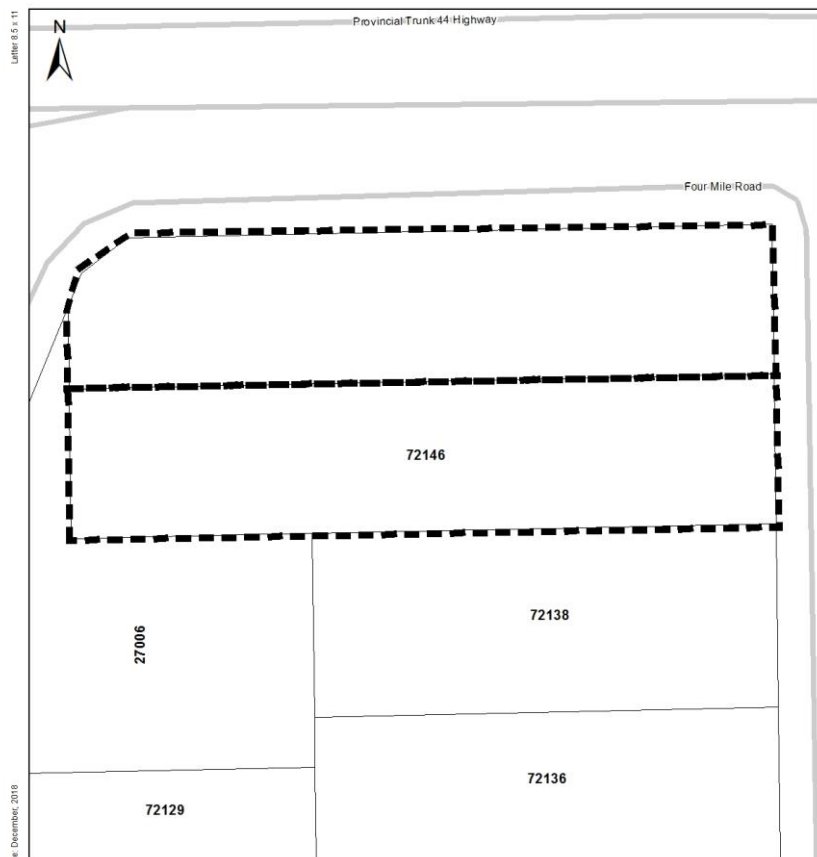 Letter 8.5 x 11
N
Provincial Trunk 44 Highway
Four Mile Road
72146
27006
72138
72136
72129
e: December, 2018